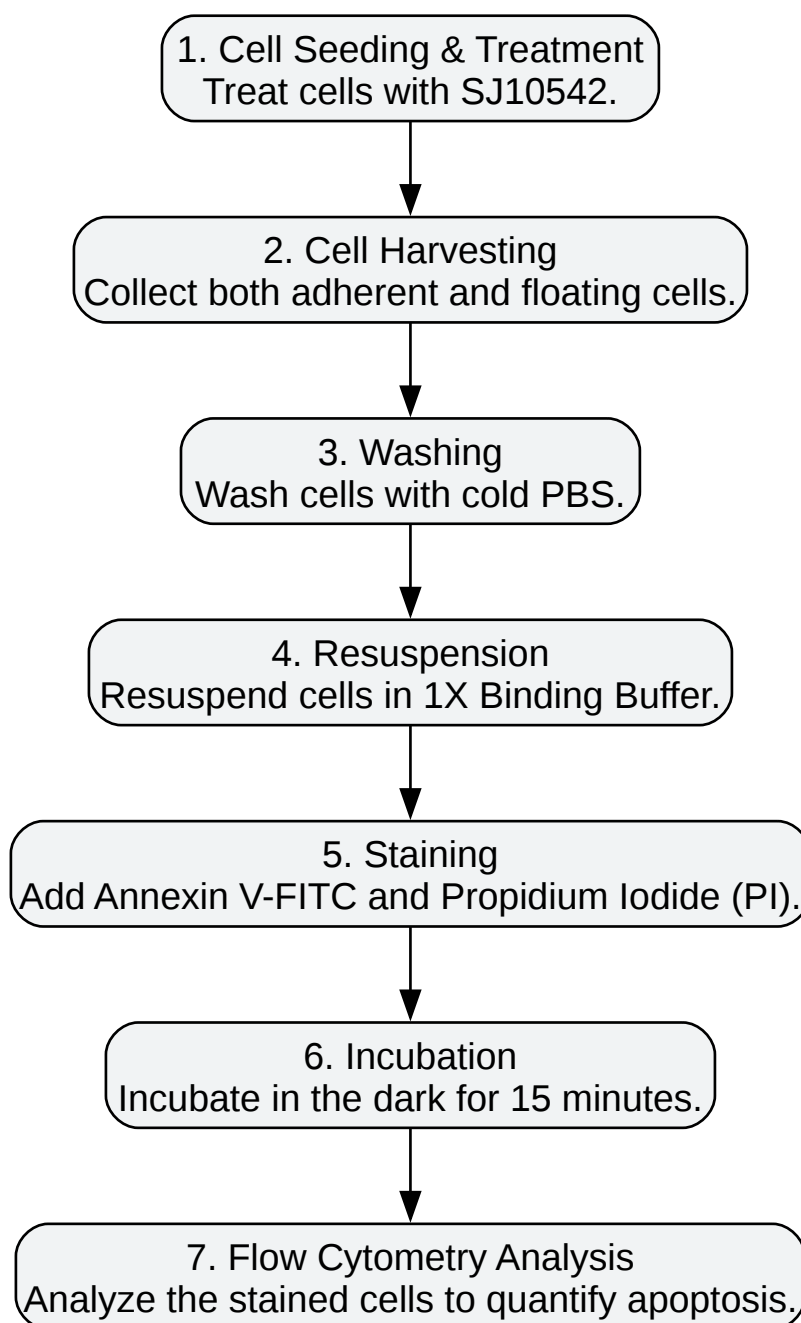 1. Cell Seeding & Treatment
Treat cells with SJ10542.
2. Cell Harvesting
Collect both adherent and floating cells.
3. Washing
Wash cells with cold PBS.
4. Resuspension
Resuspend cells in 1X Binding Buffer.
5. Staining
Add Annexin V-FITC and Propidium Iodide (PI).
6. Incubation
Incubate in the dark for 15 minutes.
7. Flow Cytometry Analysis
Analyze the stained cells to quantify apoptosis.